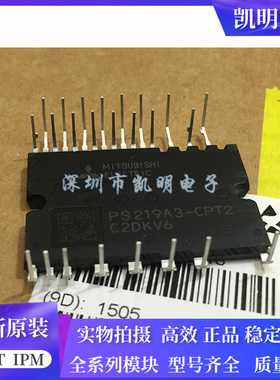 凯明
MITSUBISHI
ELECTRIC
深圳市凯明电子
PS219A3-CPT2
C2DKV6
(9D): 1505
新原装
实物拍摄 高效 正品 稳定
T IPM
全系列模块 型号齐全